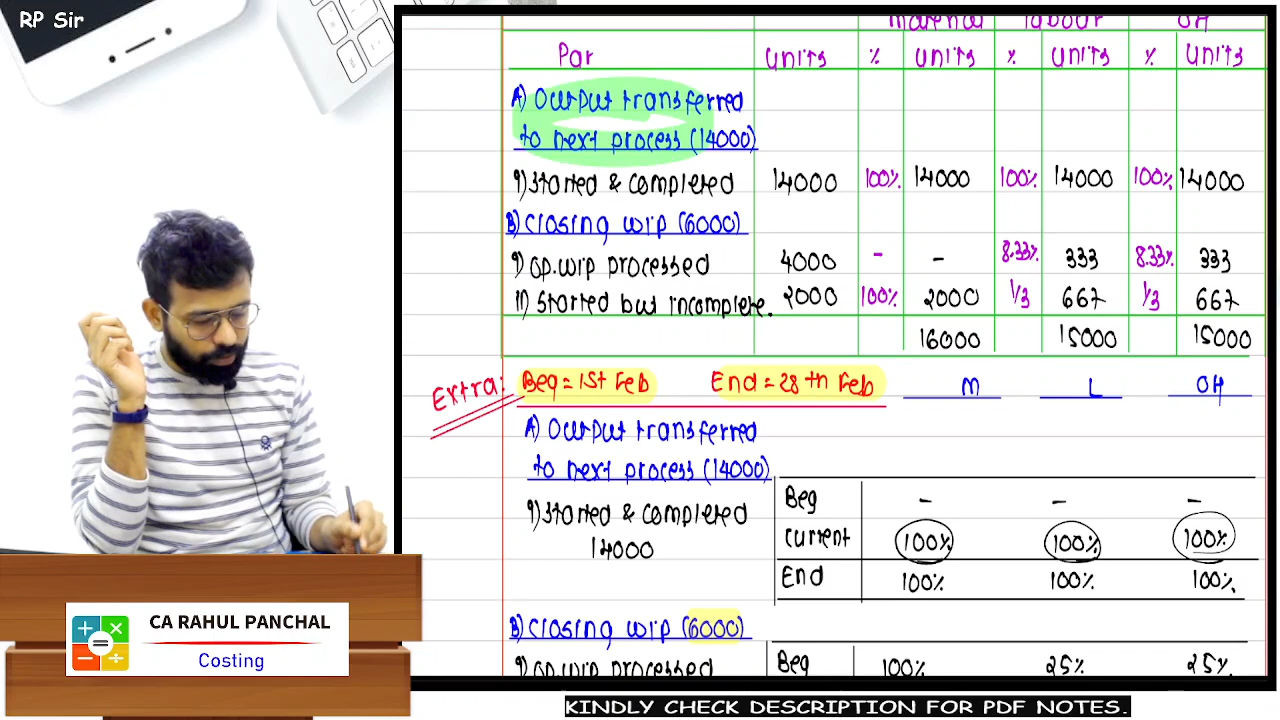 RP Sir
material labour OH
Par units % units % units % units
A) Output transferred
to next process (14000)
i) Started & completed 14000 100% 14000 100% 14000 100% 14000
B) Closing wip (6000)
i) op.wip processed 4000 - - 8.33% 333 8.33% 333
ii) Started but incomplete. 2000 100% 2000 1/3 667 1/3 667
16000 15000 15000
Extra: Beg = 1st Feb End = 28th Feb M L OH
A) Output transferred
to next process (14000)
Beg - - -
i) Started & completed
current 100% 100% 100%
14000
End 100% 100% 100%
B) Closing wip (6000)
i) op.wip processed Beg 100% 25% 25%
CA RAHUL PANCHAL
Costing
KINDLY CHECK DESCRIPTION FOR PDF NOTES.